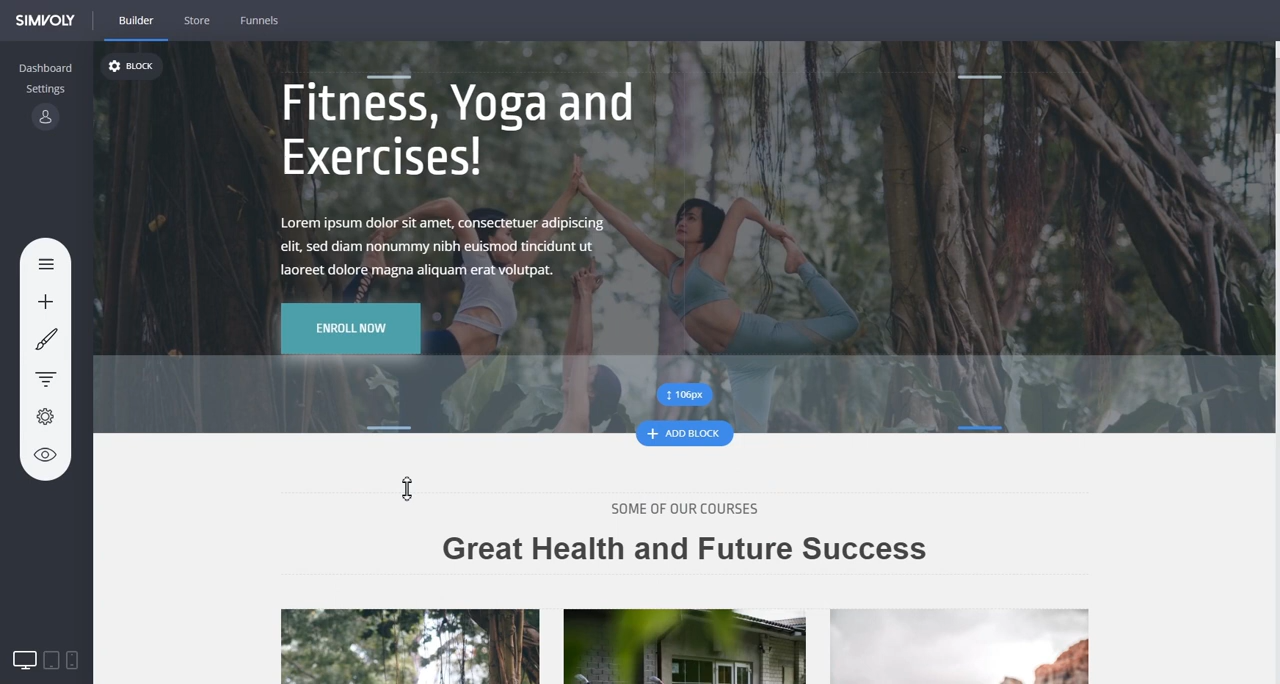 SIMVOLY
Builder
Store
Funnels
Dashboard
Settings
BLOCK
Fitness, Yoga and
Exercises!
Lorem ipsum dolor sit amet, consectetuer adipiscing
elit, sed diam nonummy nibh euismod tincidunt ut
laoreet dolore magna aliquam erat volutpat.
ENROLL NOW
106px
ADD BLOCK
SOME OF OUR COURSES
Great Health and Future Success